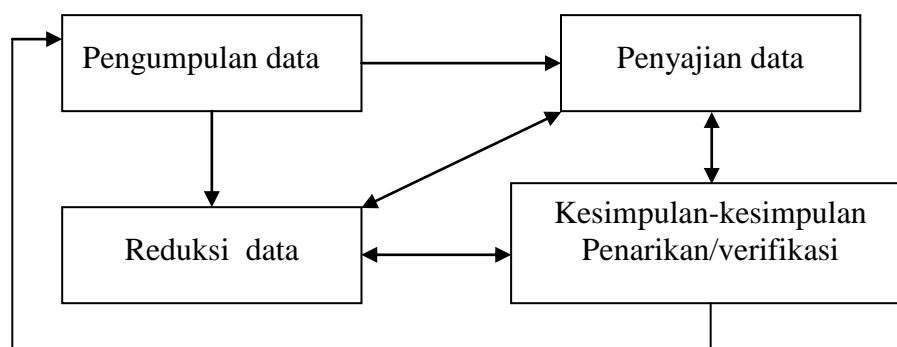 Pengumpulan data
Penyajian data
Reduksi data
Kesimpulan-kesimpulan
Penarikan/verifikasi